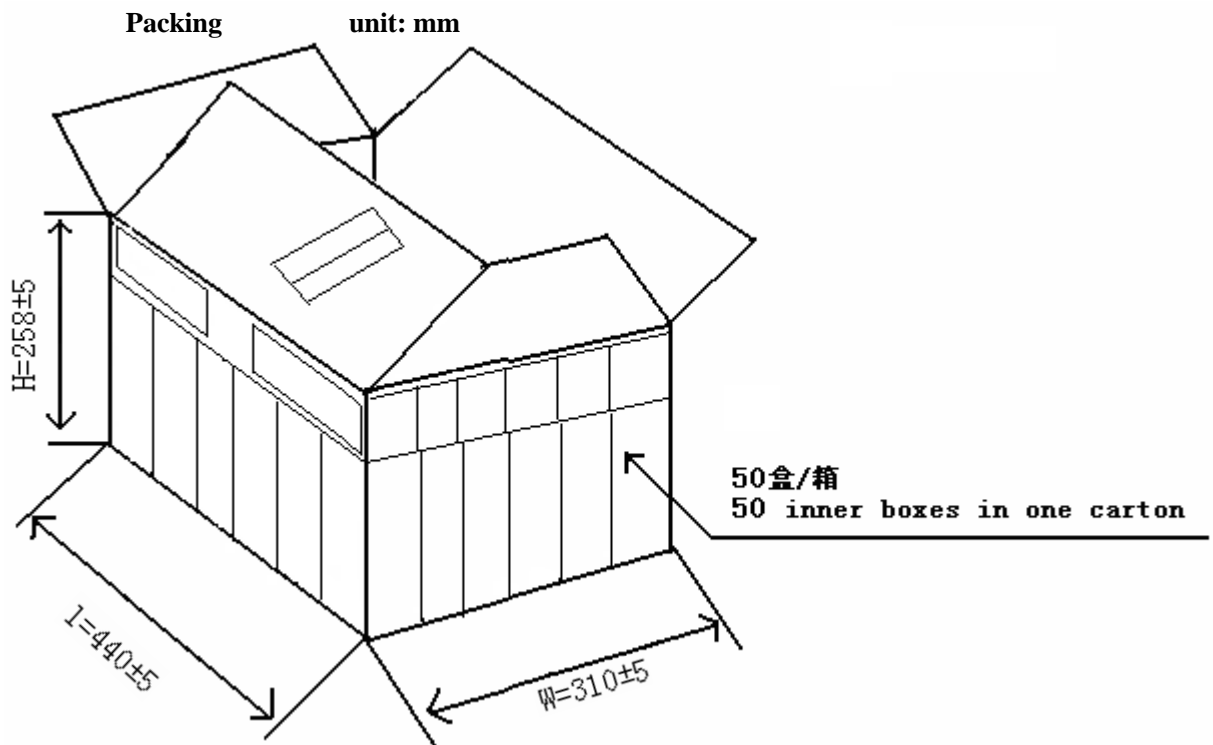 Packing unit: mm
H=258±5
50盒/箱
50 inner boxes in one carton
l=440±5
W=310±5